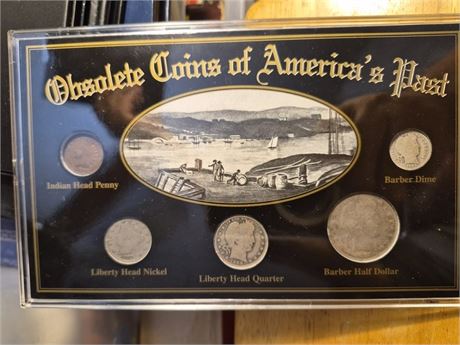 Obsolete Coins of America's Past
Indian Head Penny
Barber Dime
Liberty Head Nickel
Liberty Head Quarter
Barber Half Dollar